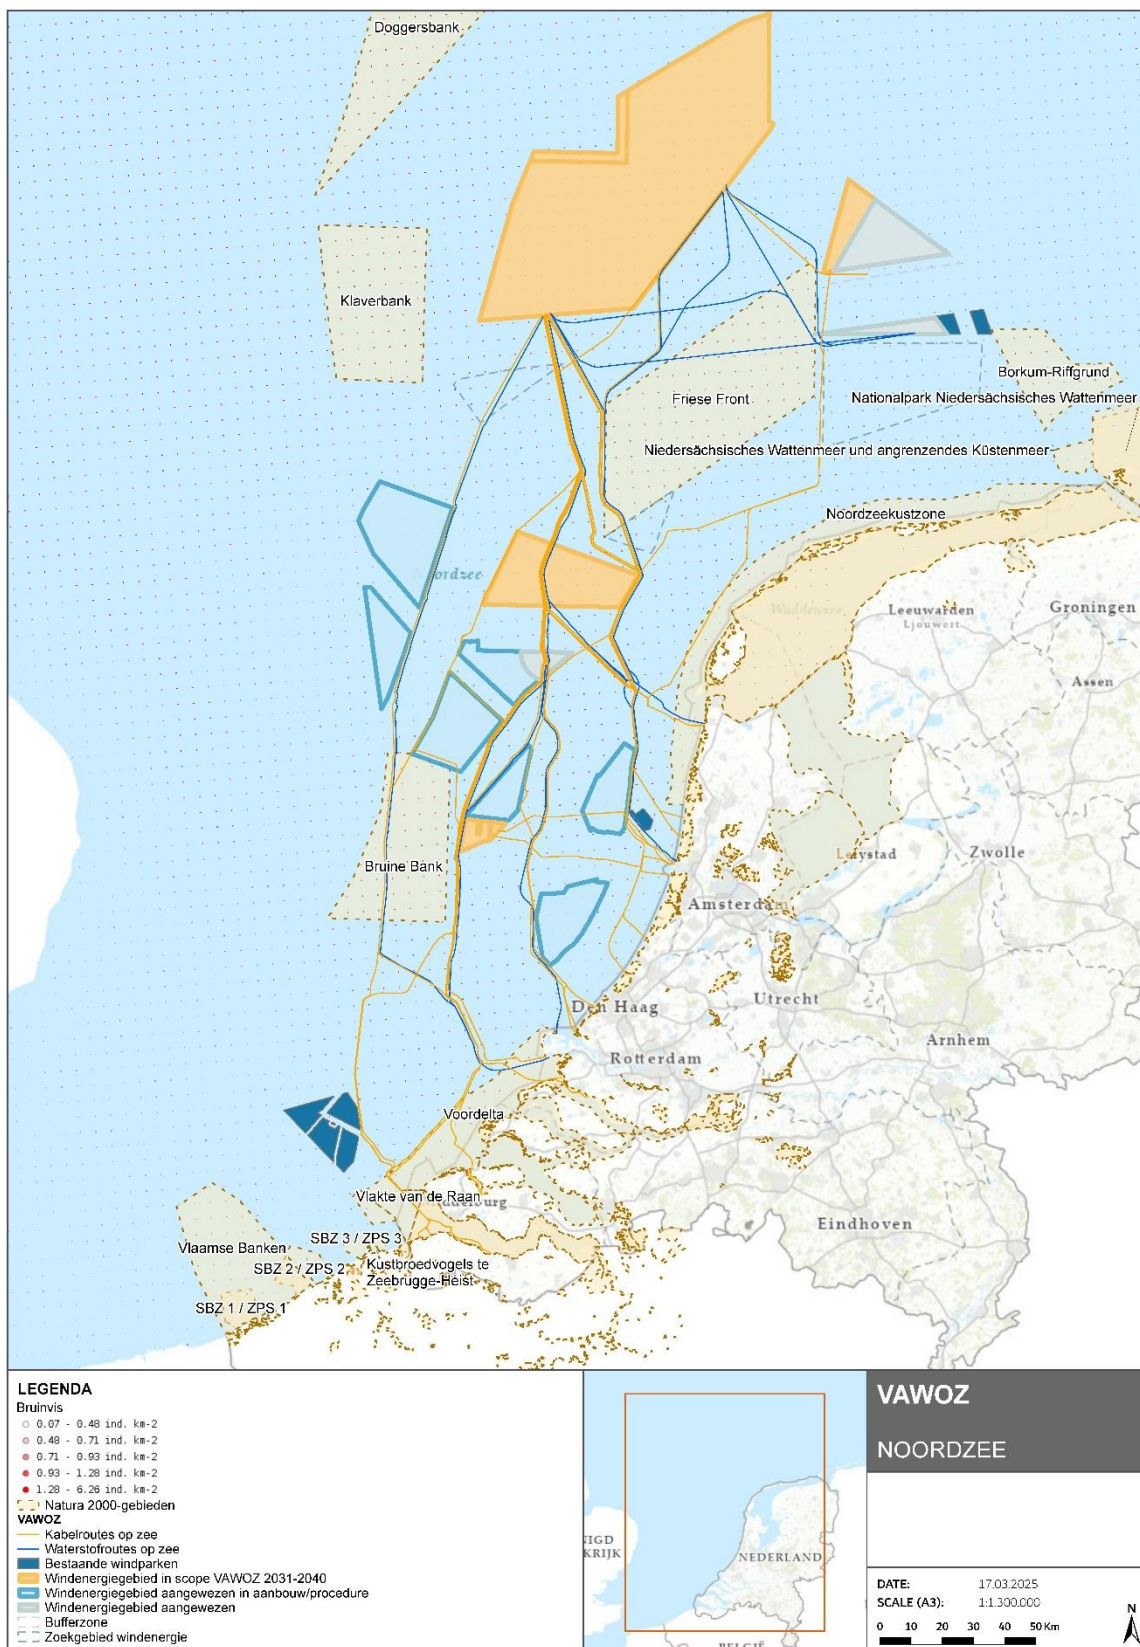 Doggersbank
Klaverbank
Friese Front
Borkum-Riffgrund
Nationalpark Niedersächsisches Wattenmeer
Niedersächsisches Wattenmeer und angrenzendes Küstenmeer
Noordzeekustzone
Waddenzee
Leeuwarden
Ljouwert
Groningen
Assen
Bruine Bank
Lelystad
Zwolle
Amsterdam
Utrecht
Den Haag
Arnhem
Rotterdam
Voordelta
Vlakte van de Raan
Eindhoven
SBZ 3 / ZPS 3
Vlaamse Banken
SBZ 2 / ZPS 2
Kustbroedvogels te
Zeebrugge-Heist
SBZ 1 / ZPS 1
LEGENDA
Bruinvis
0.07 - 0.48 ind. km-2
0.48 - 0.71 ind. km-2
0.71 - 0.93 ind. km-2
0.93 - 1.28 ind. km-2
1.28 - 6.26 ind. km-2
Natura 2000-gebieden
VAWOZ
Kabelroutes op zee
Waterstofroutes op zee
Bestaande windparken
Windenergiegebied in scope VAWOZ 2031-2040
Windenergiegebied aangewezen in aanbouw/procedure
Windenergiegebied aangewezen
Bufferzone
Zoekgebied windenergie
NEDERLAND
VAWOZ
NOORDZEE
DATE: 17.03.2025
SCALE (A3): 1:1.300.000
0 10 20 30 40 50 Km
N